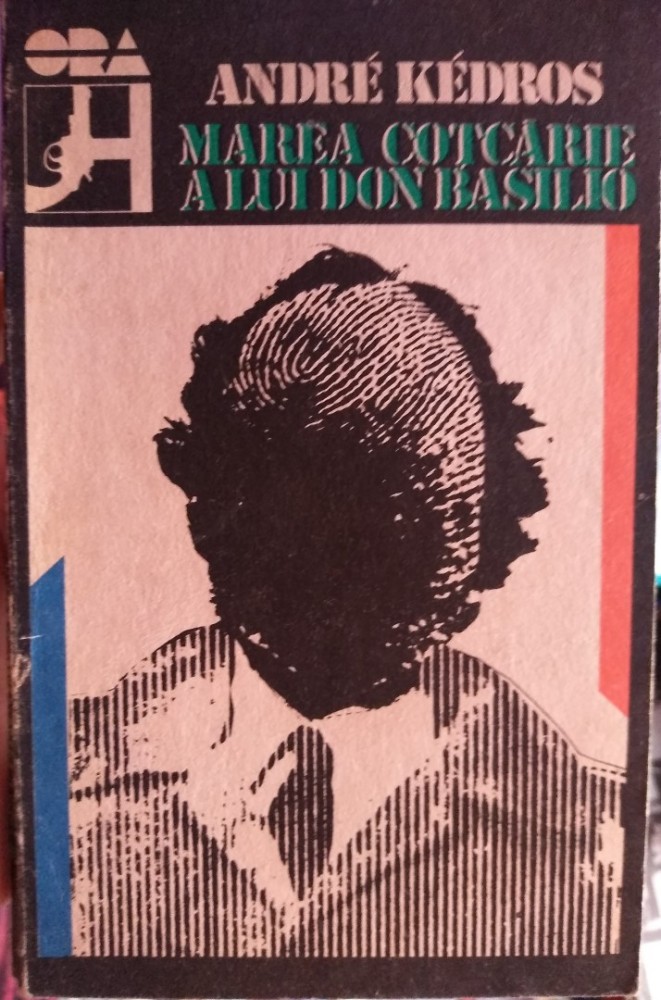 ORA
H
ANDRÉ KÉDROS
MAREA COTCĂRIE
A LUI DON BASILIO